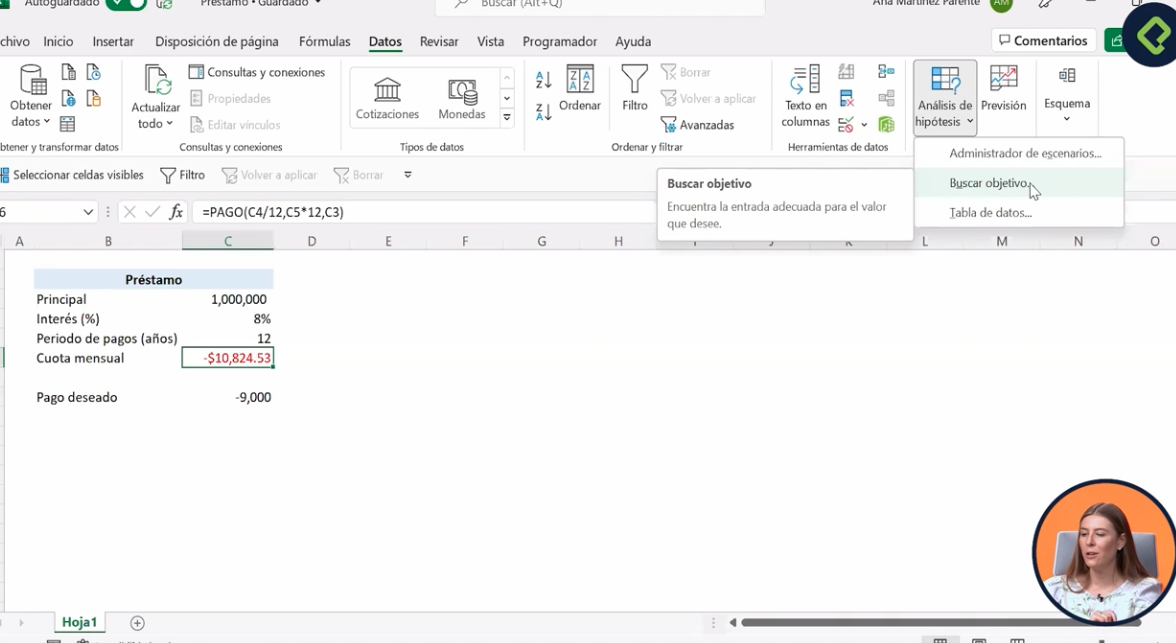 Autoguardado Préstamo • Guardado Buscar (Alt+Q) Ana Martínez Parente AM
chivo Inicio Insertar Disposición de página Fórmulas Datos Revisar Vista Programador Ayuda Comentarios
Obtener datos
Actualizar todo
Consultas y conexiones
Propiedades
Editar vínculos
Cotizaciones Monedas
Ordenar
Filtro
Borrar
Volver a aplicar
Avanzadas
Texto en columnas
Análisis de hipótesis
Previsión
Esquema
btener y transformar datos Consultas y conexiones Tipos de datos Ordenar y filtrar Herramientas de datos
Administrador de escenarios...
Buscar objetivo...
Tabla de datos...
Seleccionar celdas visibles Filtro Volver a aplicar Borrar
Buscar objetivo
Encuentra la entrada adecuada para el valor
que desee.
6 fx =PAGO(C4/12,C5*12,C3)
A B C D E F G H L M N O
Préstamo
Principal 1,000,000
Interés (%) 8%
Periodo de pagos (años) 12
Cuota mensual -$10,824.53
Pago deseado -9,000
Hoja1